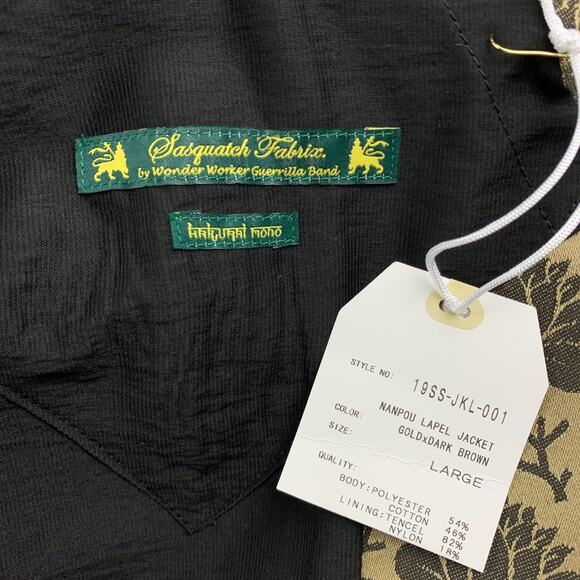 Sasquatch Fabrix.
by Wonder Worker Guerrilla Band
HAKURAI MONO
STYLE NO: 19SS-JKL-001
NANPOU LAPEL JACKET
COLOR: GOLDxDARK BROWN
SIZE: LARGE
QUALITY:
BODY:POLYESTER 54%
COTTON 46%
LINING:TENCEL 82%
NYLON 18%